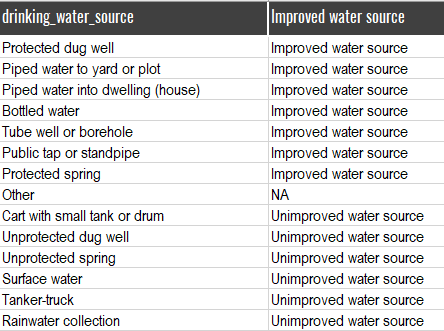 drinking_water_source Improved water source
Protected dug well Improved water source
Piped water to yard or plot Improved water source
Piped water into dwelling (house) Improved water source
Bottled water Improved water source
Tube well or borehole Improved water source
Public tap or standpipe Improved water source
Protected spring Improved water source
Other NA
Cart with small tank or drum Unimproved water source
Unprotected dug well Unimproved water source
Unprotected spring Unimproved water source
Surface water Unimproved water source
Tanker-truck Unimproved water source
Rainwater collection Unimproved water source